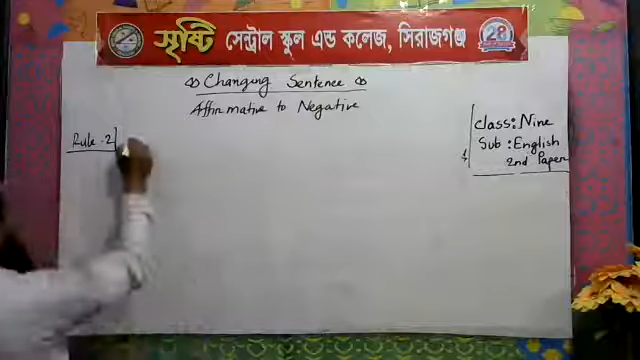 সৃষ্টি সেন্ট্রাল স্কুল এন্ড কলেজ, সিরাজগঞ্জ
28
Changing Sentence
Affirmative to Negative
Rule-2
Class: Nine
Sub : English
2nd Paper